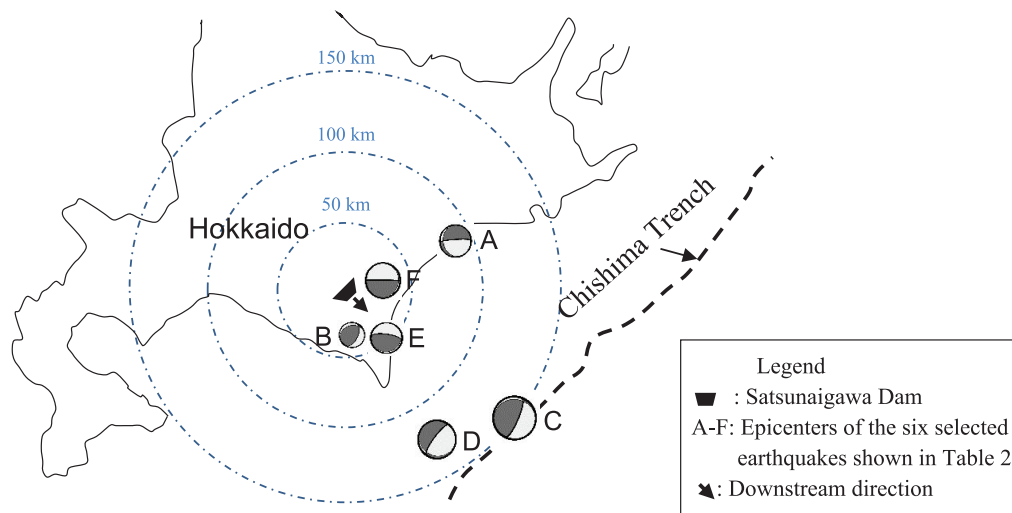 150 km
100 km
50 km
Hokkaido
A
F
B
E
C
D
Chishima Trench
Legend
: Satsunaigawa Dam
A-F: Epicenters of the six selected
earthquakes shown in Table 2
: Downstream direction